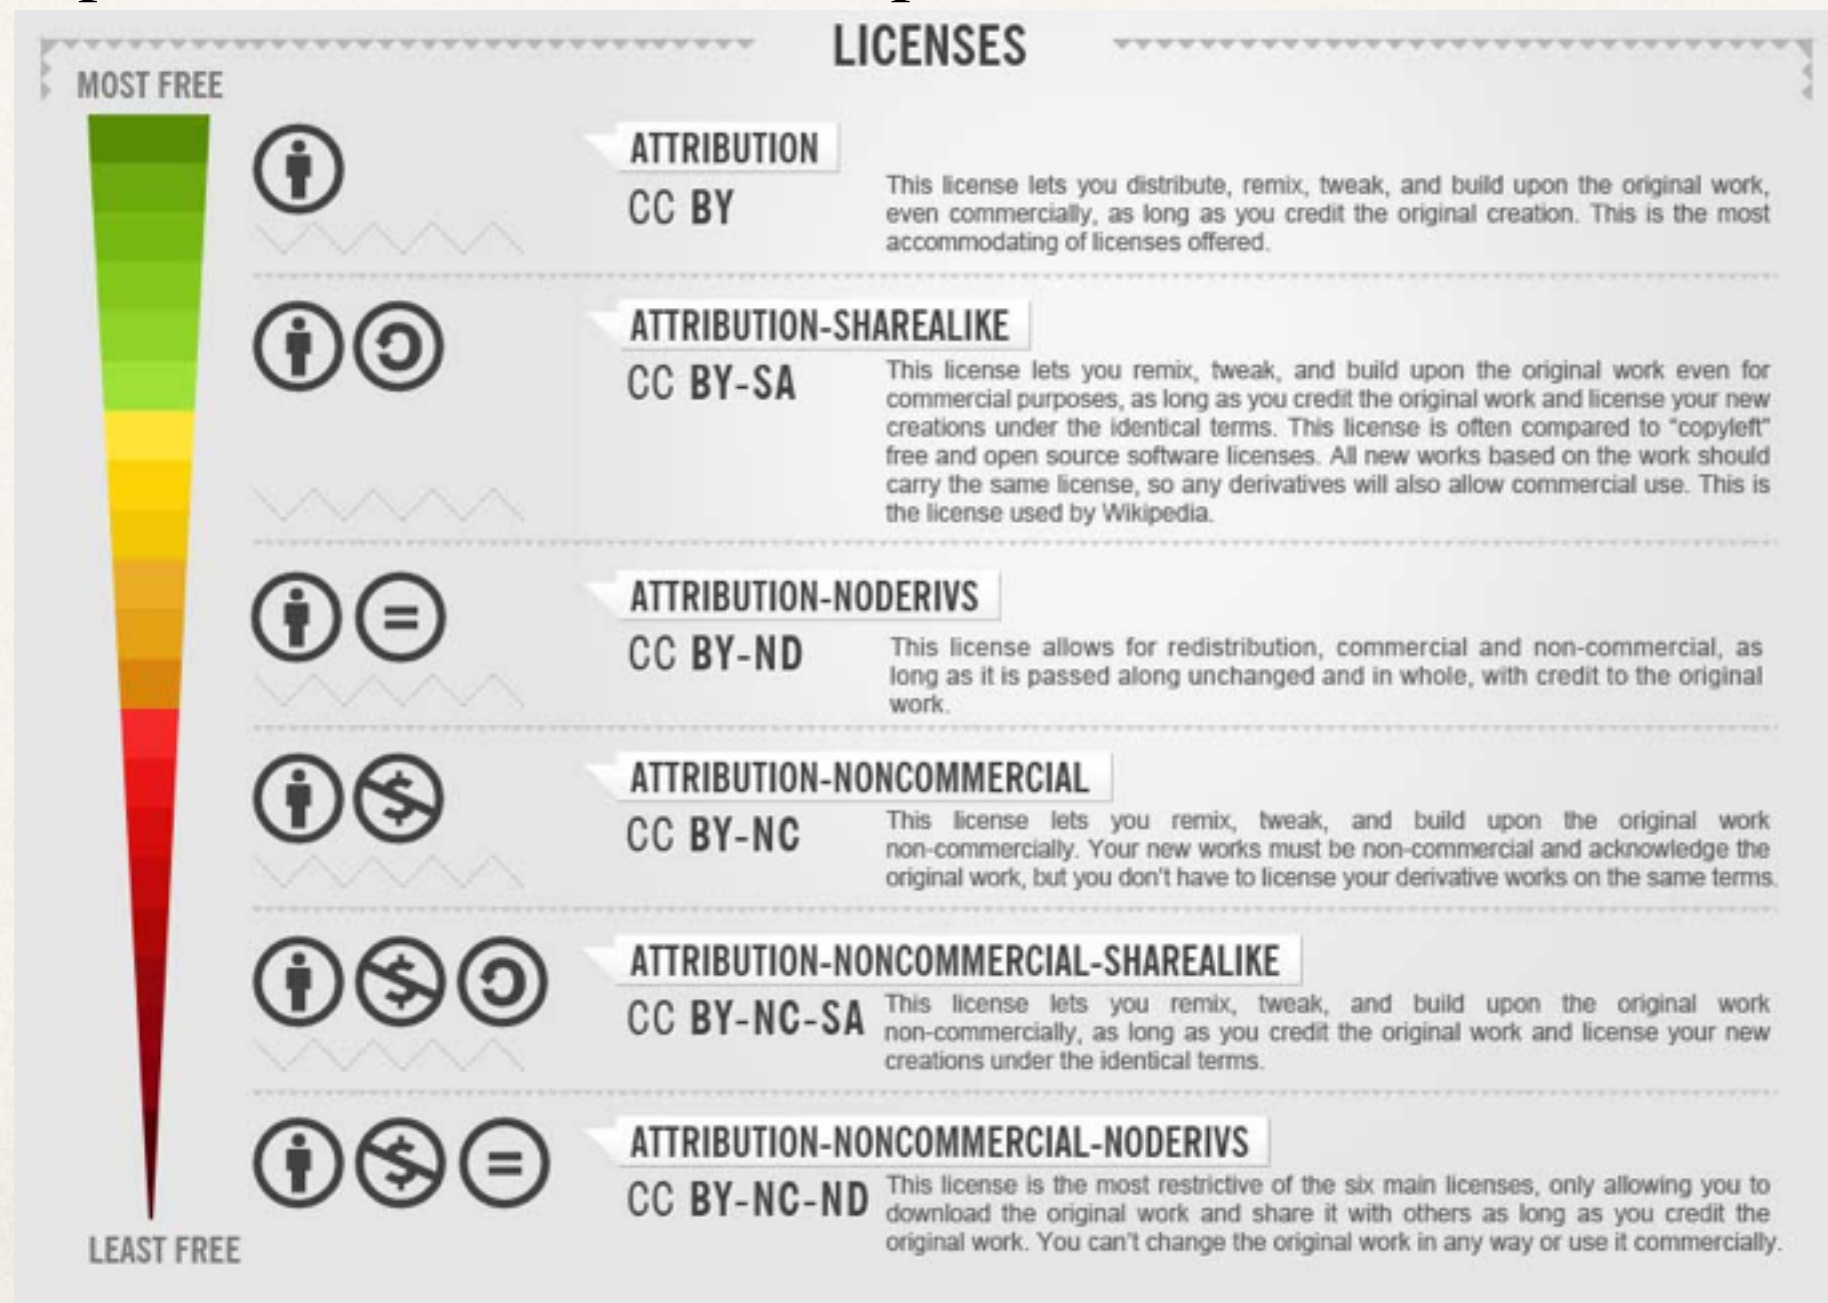 LICENSES
MOST FREE
ATTRIBUTION
CC BY
This license lets you distribute, remix, tweak, and build upon the original work,
even commercially, as long as you credit the original creation. This is the most
accommodating of licenses offered.
ATTRIBUTION-SHAREALIKE
CC BY-SA
This license lets you remix, tweak, and build upon the original work even for
commercial purposes, as long as you credit the original work and license your new
creations under the identical terms. This license is often compared to “copyleft”
free and open source software licenses. All new works based on the work should
carry the same license, so any derivatives will also allow commercial use. This is
the license used by Wikipedia.
ATTRIBUTION-NODERIVS
CC BY-ND
This license allows for redistribution, commercial and non-commercial, as
long as it is passed along unchanged and in whole, with credit to the original
work.
ATTRIBUTION-NONCOMMERCIAL
CC BY-NC
This license lets you remix, tweak, and build upon the original work
non-commercially. Your new works must be non-commercial and acknowledge the
original work, but you don't have to license your derivative works on the same terms.
ATTRIBUTION-NONCOMMERCIAL-SHAREALIKE
CC BY-NC-SA
This license lets you remix, tweak, and build upon the original work
non-commercially, as long as you credit the original work and license your new
creations under the identical terms.
ATTRIBUTION-NONCOMMERCIAL-NODERIVS
CC BY-NC-ND
This license is the most restrictive of the six main licenses, only allowing you to
download the original work and share it with others as long as you credit the
original work. You can't change the original work in any way or use it commercially.
LEAST FREE